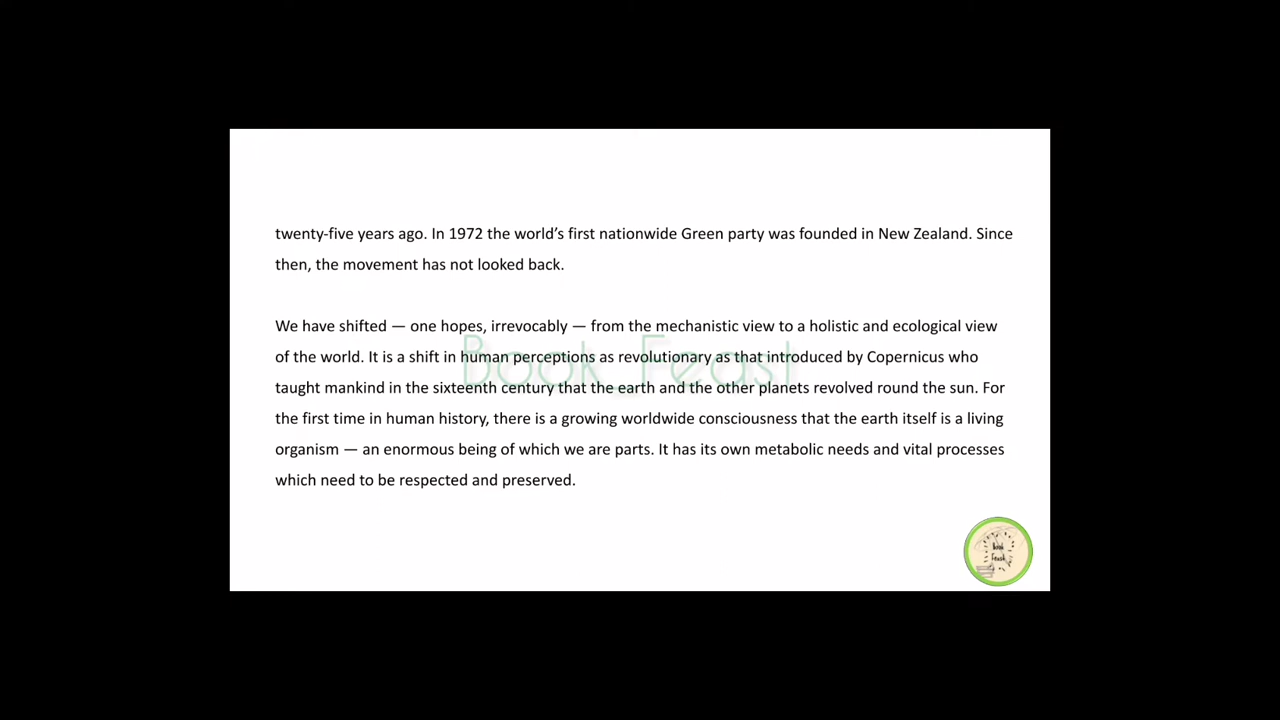 twenty-five years ago. In 1972 the world’s first nationwide Green party was founded in New Zealand. Since
then, the movement has not looked back.
We have shifted — one hopes, irrevocably — from the mechanistic view to a holistic and ecological view
of the world. It is a shift in human perceptions as revolutionary as that introduced by Copernicus who
taught mankind in the sixteenth century that the earth and the other planets revolved round the sun. For
the first time in human history, there is a growing worldwide consciousness that the earth itself is a living
organism — an enormous being of which we are parts. It has its own metabolic needs and vital processes
which need to be respected and preserved.
Book_Feast
Book
Feast